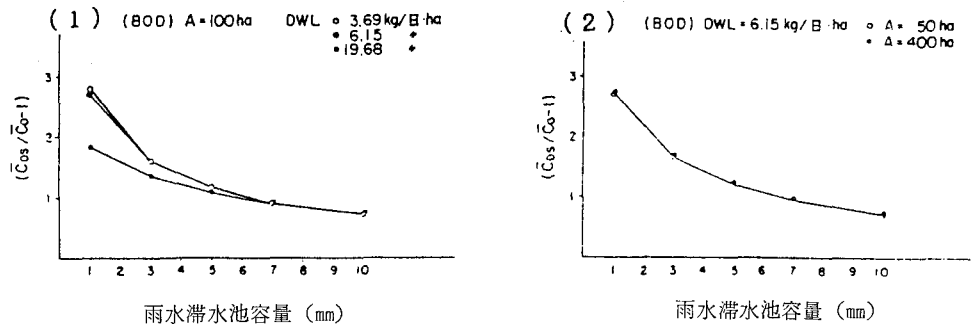 (1)
(BOD) A=100ha DWL ○ 3.69kg/日·ha
● 6.15 〃
● 19.68 〃
(C̄DS/C̄O-1)
3
2
1
1 2 3 4 5 6 7 8 9 10
雨水滞水池容量 (mm)
(2)
(BOD) DWL=6.15kg/日·ha ○ A= 50ha
● A=400ha
(C̄DS/C̄O-1)
3
2
1
1 2 3 4 5 6 7 8 9 10
雨水滞水池容量 (mm)